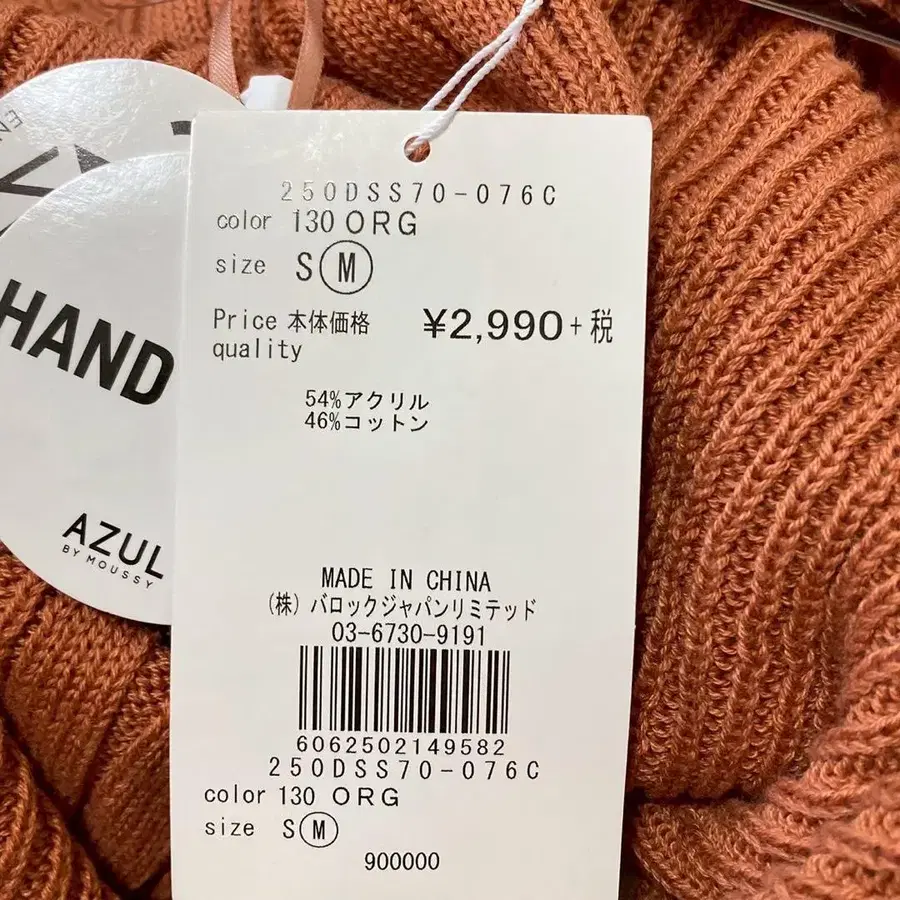 250DSS70-076C
color 130 ORG
size S M
Price 本体価格 ¥2,990+税
quality
54%アクリル
46%コットン
MADE IN CHINA
(株) バロックジャパンリミテッド
03-6730-9191
6062502149582
250DSS70-076C
color 130 ORG
size S M
900000
HAND
AZUL
BY MOUSSY